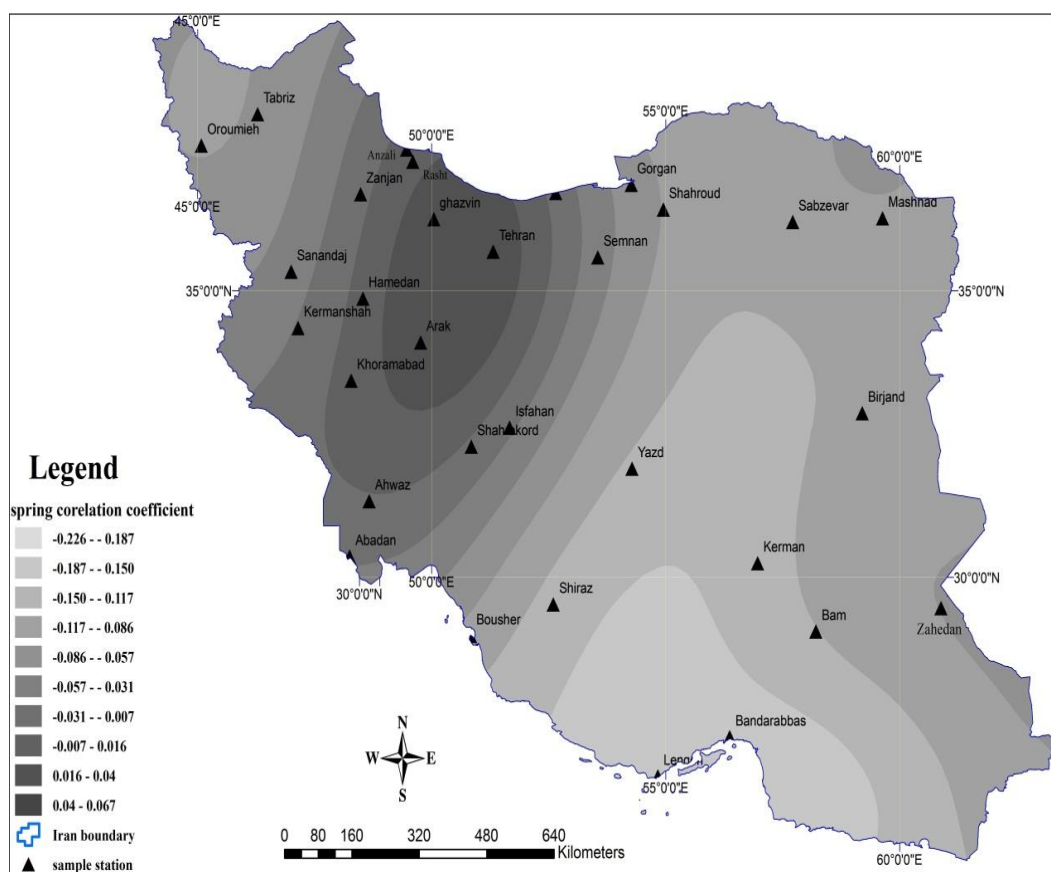 45°0'0"E
Tabriz
Oroumieh
50°0'0"E
55°0'0"E
Anzali
Rasht
60°0'0"E
Zanjan
Gorgan
45°0'0"E
ghazvin
Shahroud
Sabzevar
Mashhad
Tehran
Semnan
Sanandaj
35°0'0"N
Hamedan
35°0'0"N
Kermanshah
Arak
Khoramabad
Birjand
Isfahan
Yazd
Ahwaz
Abadan
Kerman
30°0'0"N
50°0'0"E
30°0'0"N
Shiraz
Bousher
Bam
Zahedan
Bandarabbas
55°0'0"E
60°0'0"E
N
W E
S
0 80 160 320 480 640
Kilometers
Legend
spring corelation coefficient
-0.226 - - 0.187
-0.187 - - 0.150
-0.150 - - 0.117
-0.117 - - 0.086
-0.086 - - 0.057
-0.057 - - 0.031
-0.031 - - 0.007
-0.007 - 0.016
0.016 - 0.04
0.04 - 0.067
Iran boundary
sample station